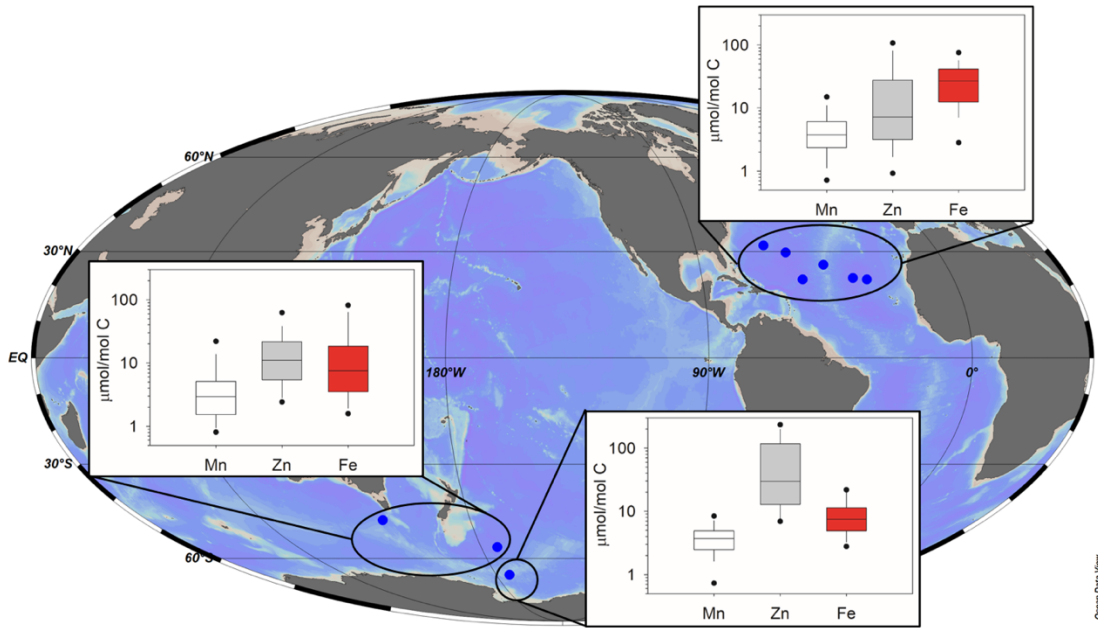 μmol/mol C
100
10
1
Mn
Zn
Fe
60°N
30°N
EQ
180°W
90°W
0°
30°S
60°S
μmol/mol C
100
10
1
Mn
Zn
Fe
μmol/mol C
100
10
1
Mn
Zn
Fe
Ocean Data View